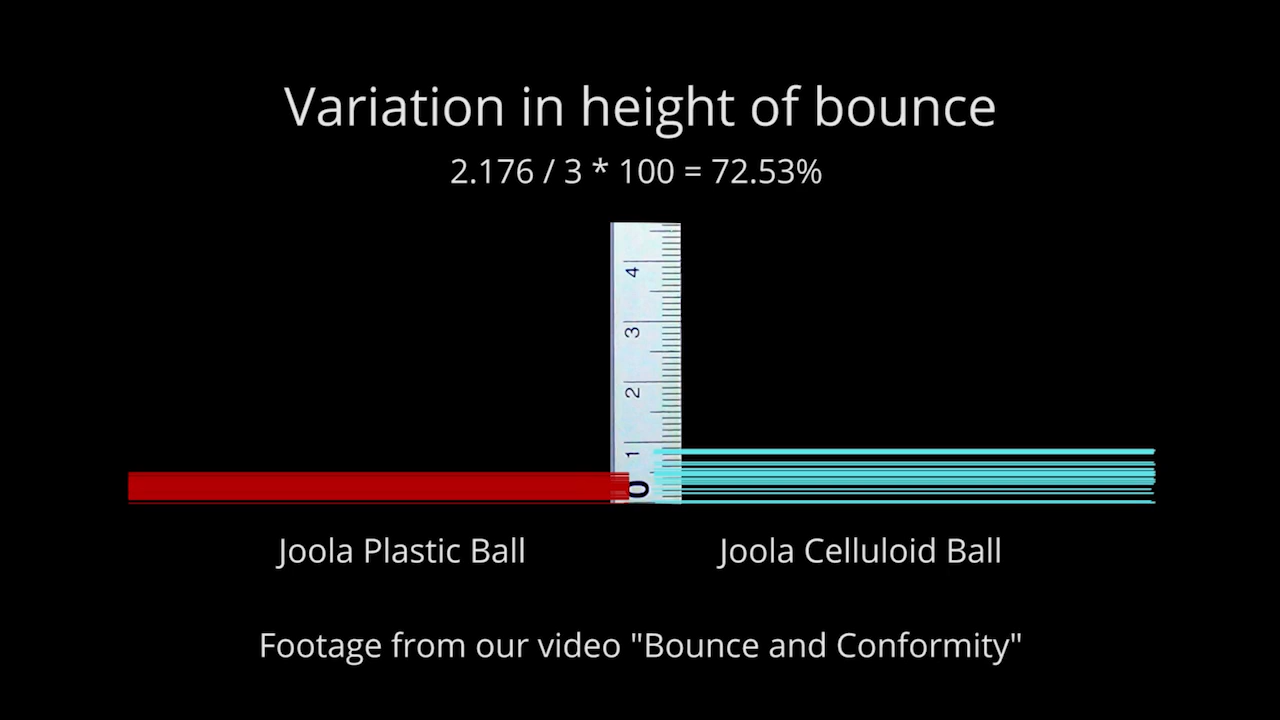 Variation in height of bounce
2.176 / 3 * 100 = 72.53%
4
3
2
1
0
Joola Plastic Ball
Joola Celluloid Ball
Footage from our video "Bounce and Conformity"